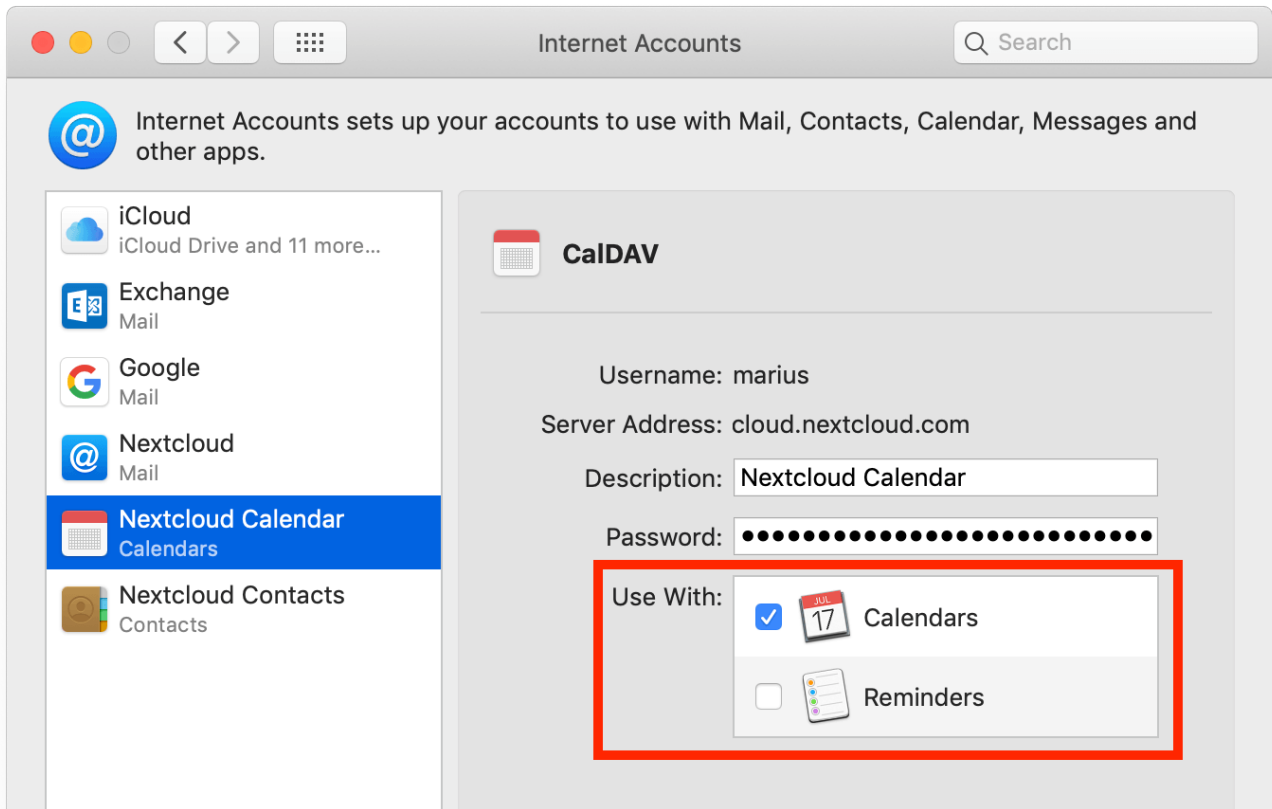 Internet Accounts
Search
Internet Accounts sets up your accounts to use with Mail, Contacts, Calendar, Messages and
other apps.
iCloud
iCloud Drive and 11 more...
Exchange
Mail
Google
Mail
Nextcloud
Mail
Nextcloud Calendar
Calendars
Nextcloud Contacts
Contacts
CalDAV
Username: marius
Server Address: cloud.nextcloud.com
Description: Nextcloud Calendar
Password: •••••••••••••••••••••••••••
Use With:
JUL
17
Calendars
Reminders